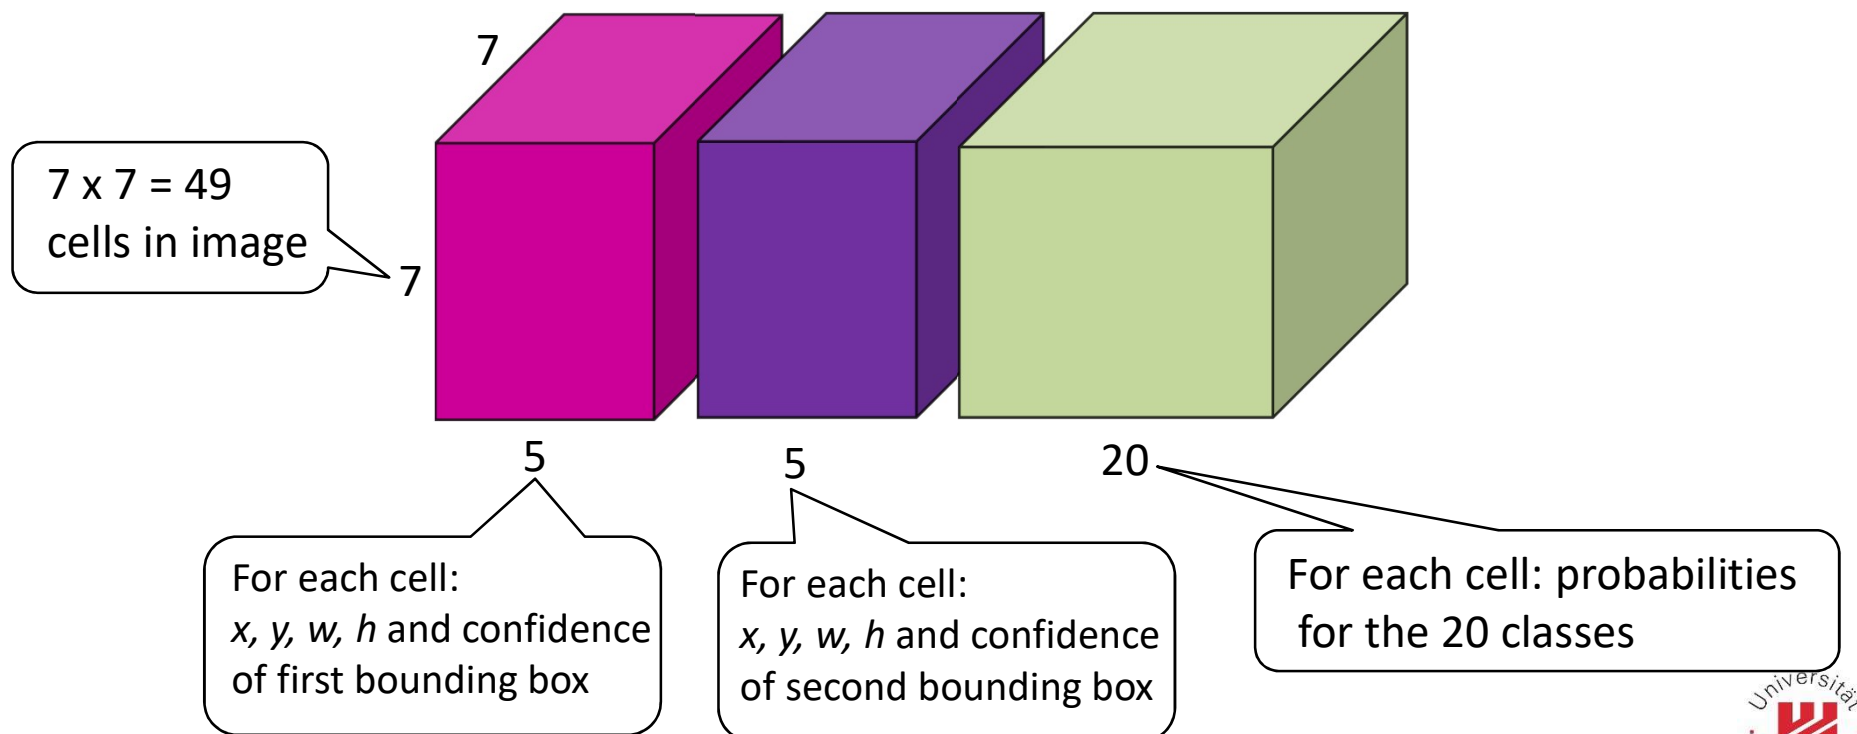 7
7 x 7 = 49
cells in image
7
5
5
20
For each cell:
x, y, w, h and confidence
of first bounding box
For each cell:
x, y, w, h and confidence
of second bounding box
For each cell: probabilities
for the 20 classes
Universität